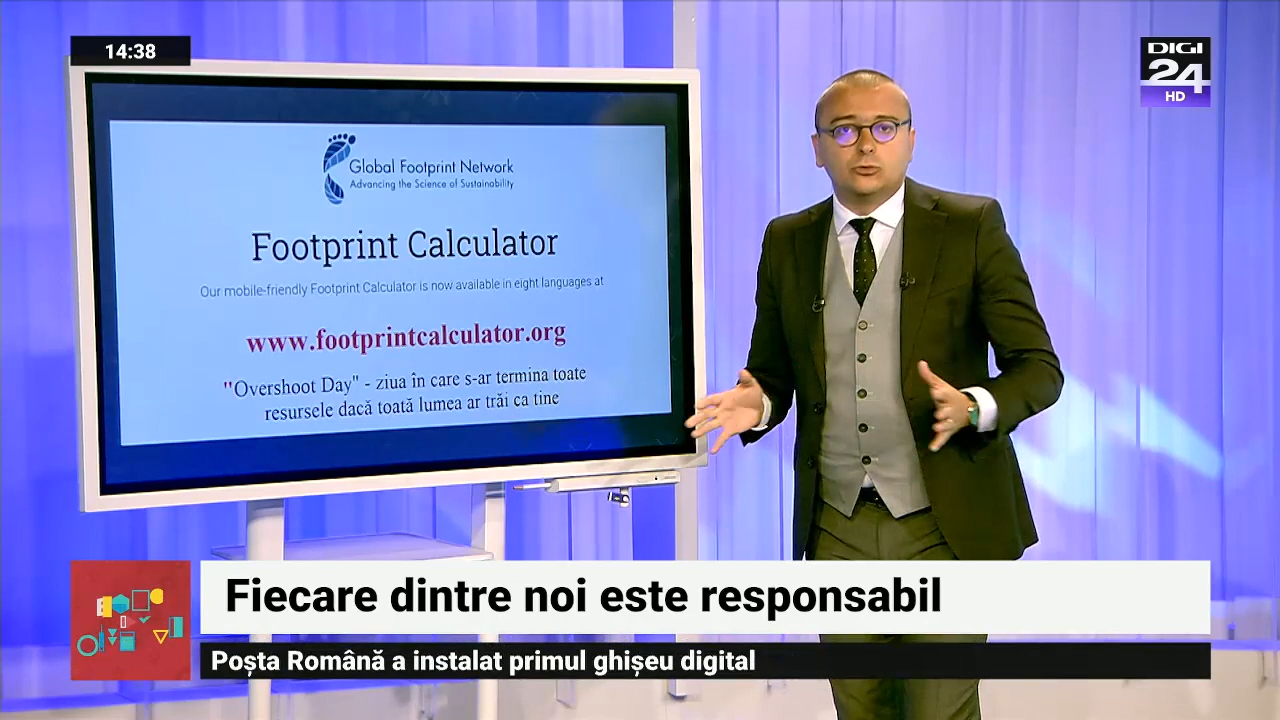 14:38
DIGI
24
HD
Global Footprint Network
Advancing the Science of Sustainability
Footprint Calculator
Our mobile-friendly Footprint Calculator is now available in eight languages at
www.footprintcalculator.org
"Overshoot Day" - ziua în care s-ar termina toate
resursele dacă toată lumea ar trăi ca tine
Fiecare dintre noi este responsabil
Poșta Română a instalat primul ghișeu digital